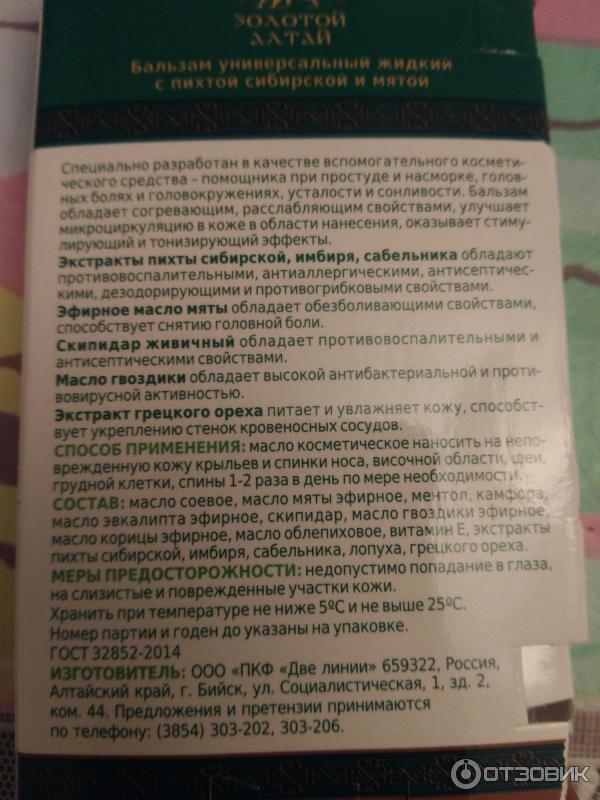 ЗОЛОТОЙ
АЛТАЙ
Бальзам универсальный жидкий
с пихтой сибирской и мятой
Специально разработан в качестве вспомогательного космети-
ческого средства – помощника при простуде и насморке, голов-
ных болях и головокружениях, усталости и сонливости. Бальзам
обладает согревающим, расслабляющим свойствами, улучшает
микроциркуляцию в коже в области нанесения, оказывает стиму-
лирующий и тонизирующий эффекты.
Экстракты пихты сибирской, имбиря, сабельника обладают
противовоспалительными, антиаллергическими, антисептичес-
кими, дезодорирующими и противогрибковыми свойствами.
Эфирное масло мяты обладает обезболивающими свойствами,
способствует снятию головной боли.
Скипидар живичный обладает противовоспалительными и
антисептическими свойствами.
Масло гвоздики обладает высокой антибактериальной и проти-
вовирусной активностью.
Экстракт грецкого ореха питает и увлажняет кожу, способст-
вует укреплению стенок кровеносных сосудов.
СПОСОБ ПРИМЕНЕНИЯ: масло косметическое наносить на непо-
врежденную кожу крыльев и спинки носа, височной области, шеи,
грудной клетки, спины 1-2 раза в день по мере необходимости.
СОСТАВ: масло соевое, масло мяты эфирное, ментол, камфора,
масло эвкалипта эфирное, скипидар, масло гвоздики эфирное,
масло корицы эфирное, масло облепиховое, витамин Е, экстракты
пихты сибирской, имбиря, сабельника, лопуха, грецкого ореха.
МЕРЫ ПРЕДОСТОРОЖНОСТИ: недопустимо попадание в глаза,
на слизистые и поврежденные участки кожи.
Хранить при температуре не ниже 5ºС и не выше 25ºС.
Номер партии и годен до указаны на упаковке.
ГОСТ 32852-2014
ИЗГОТОВИТЕЛЬ: ООО «ПКФ «Две линии» 659322, Россия,
Алтайский край, г. Бийск, ул. Социалистическая, 1, зд. 2,
ком. 44. Предложения и претензии принимаются
по телефону: (3854) 303-202, 303-206.
ОТЗОВИК